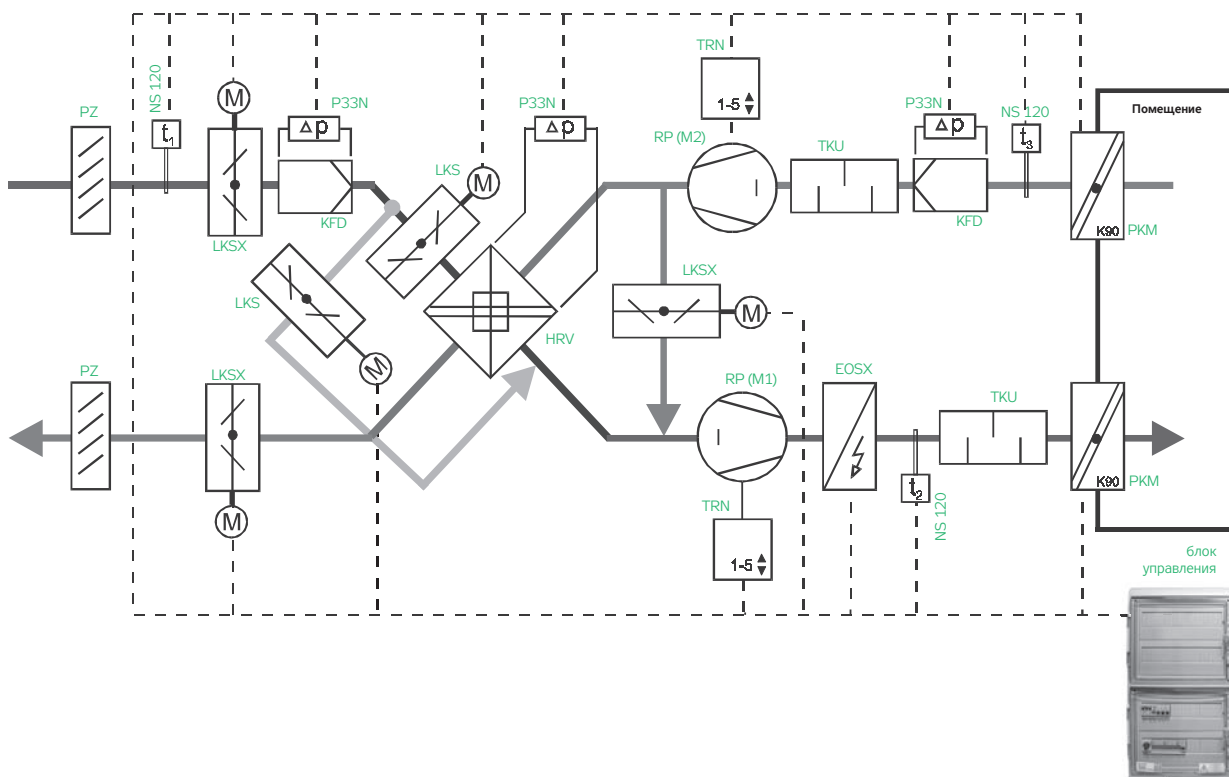 TRN
1-5
NS 120
P33N
Δp
P33N
Δp
P33N
Δp
NS 120
Помещение
PZ
M
t1
RP (M2)
TKU
t3
LKS
M
KFD
KFD
K90
PKM
LKSX
LKS
LKSX
M
HRV
M
PZ
LKSX
RP (M1)
EOSX
TKU
K90
PKM
M
TRN
t2
NS 120
1-5
блок
управления